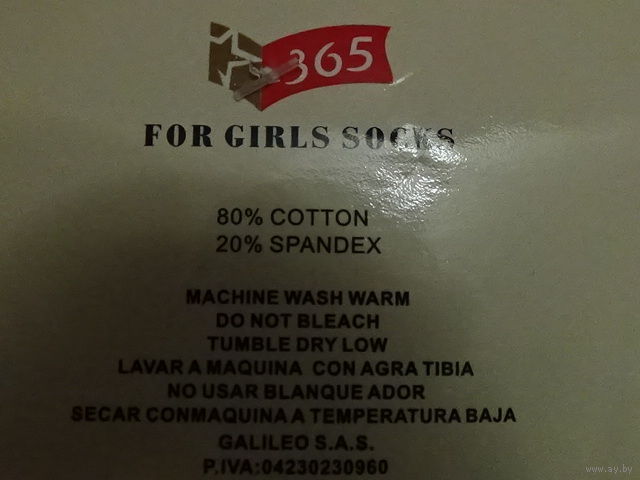 365
FOR GIRLS SOCKS
80% COTTON
20% SPANDEX
MACHINE WASH WARM
DO NOT BLEACH
TUMBLE DRY LOW
LAVAR A MAQUINA CON AGRA TIBIA
NO USAR BLANQUE ADOR
SECAR CONMAQUINA A TEMPERATURA BAJA
GALILEO S.A.S.
P.IVA:04230230960
www.ay.by